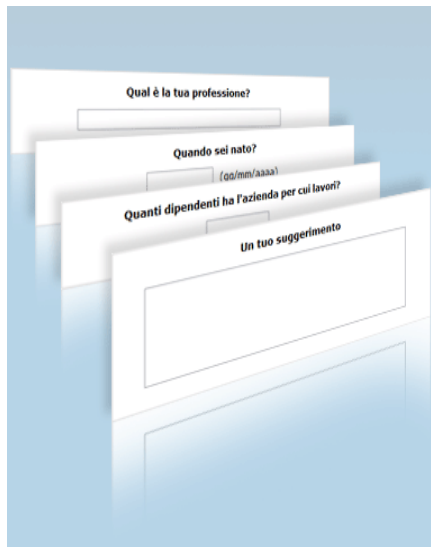 Qual è la tua professione?
Quando sei nato?
(gg/mm/aaaa)
Quanti dipendenti ha l'azienda per cui lavori?
Un tuo suggerimento